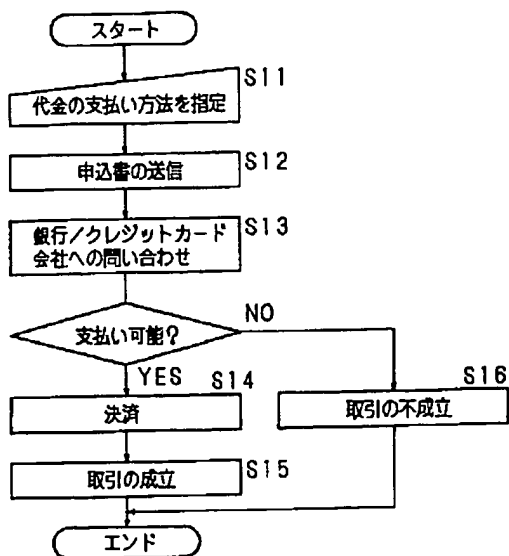 スタート
S11
代金の支払い方法を指定
S12
申込書の送信
S13
銀行/クレジットカード
会社への問い合わせ
支払い可能?
NO
YES
S14
決済
S16
取引の不成立
S15
取引の成立
エンド